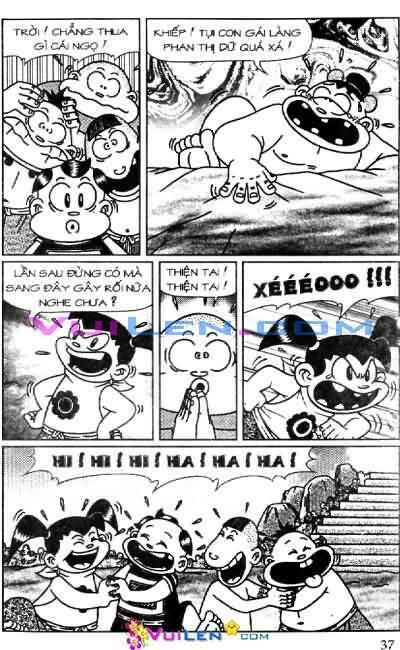 TRỜI! CHẲNG THUA
GÌ CÁI NGỌ!
KHIẾP! TỤI CON GÁI LÀNG
PHAN THỊ DỮ QUÁ XÁ!
LẦN SAU ĐỪNG CÓ MÀ
SANG ĐÂY GÂY RỐI NỮA
NGHE CHƯA?
THIỆN TAI!
THIỆN TAI!
XÉÉÉOOO!!!
VUILEN.COM
HI! HI! HI! HA! HA! HA!
VUILEN.COM
37